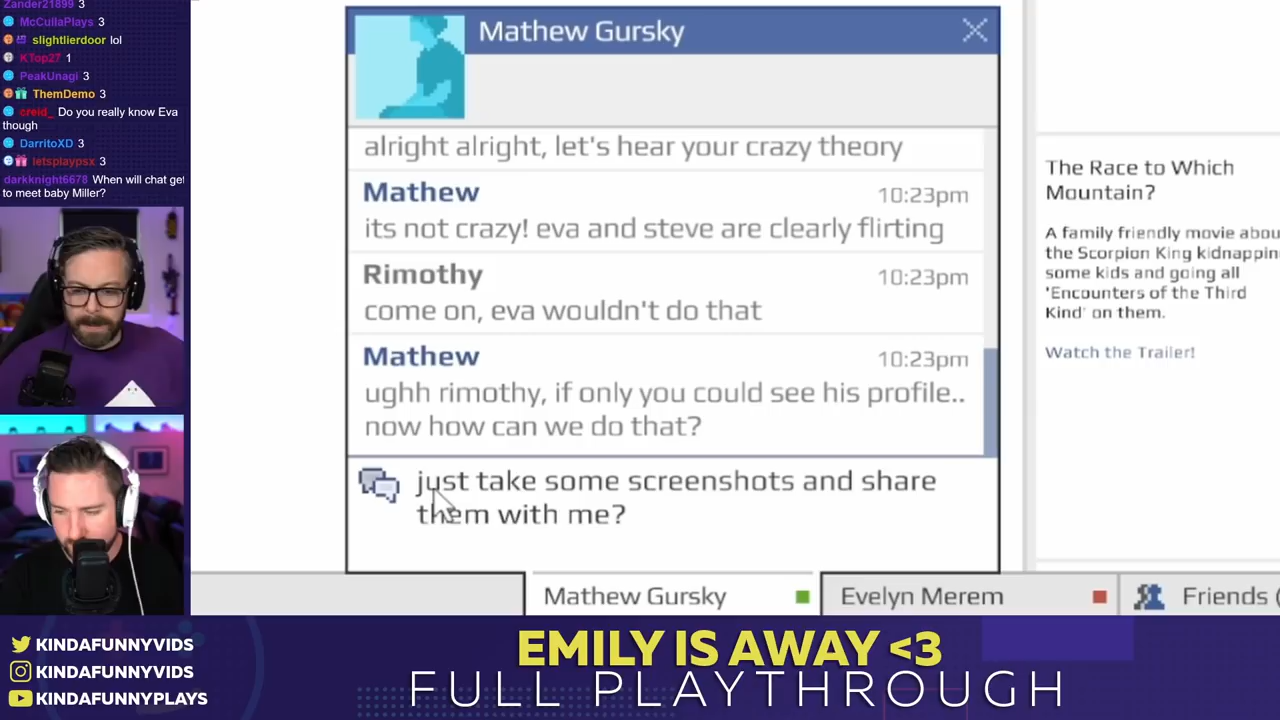 Zander21899 3
McCullaPlays 3
slightlierdoor lol
KTop27 1
PeakUnagi 3
ThemDemo 3
creid_ Do you really know Eva
though
DarritoXD 3
letsplaypsx 3
darkknight6678 When will chat get
to meet baby Miller?
Mathew Gursky
alright alright, let's hear your crazy theory
Mathew 10:23pm
its not crazy! eva and steve are clearly flirting
Rimothy 10:23pm
come on, eva wouldn't do that
Mathew 10:23pm
ughh rimothy, if only you could see his profile..
now how can we do that?
just take some screenshots and share
them with me?
The Race to Which
Mountain?
A family friendly movie abou
the Scorpion King kidnappin
some kids and going all
'Encounters of the Third
Kind' on them.
Watch the Trailer!
Mathew Gursky
Evelyn Merem
Friends (
KINDAFUNNYVIDS
KINDAFUNNYVIDS
KINDAFUNNYPLAYS
EMILY IS AWAY <3
FULL PLAYTHROUGH